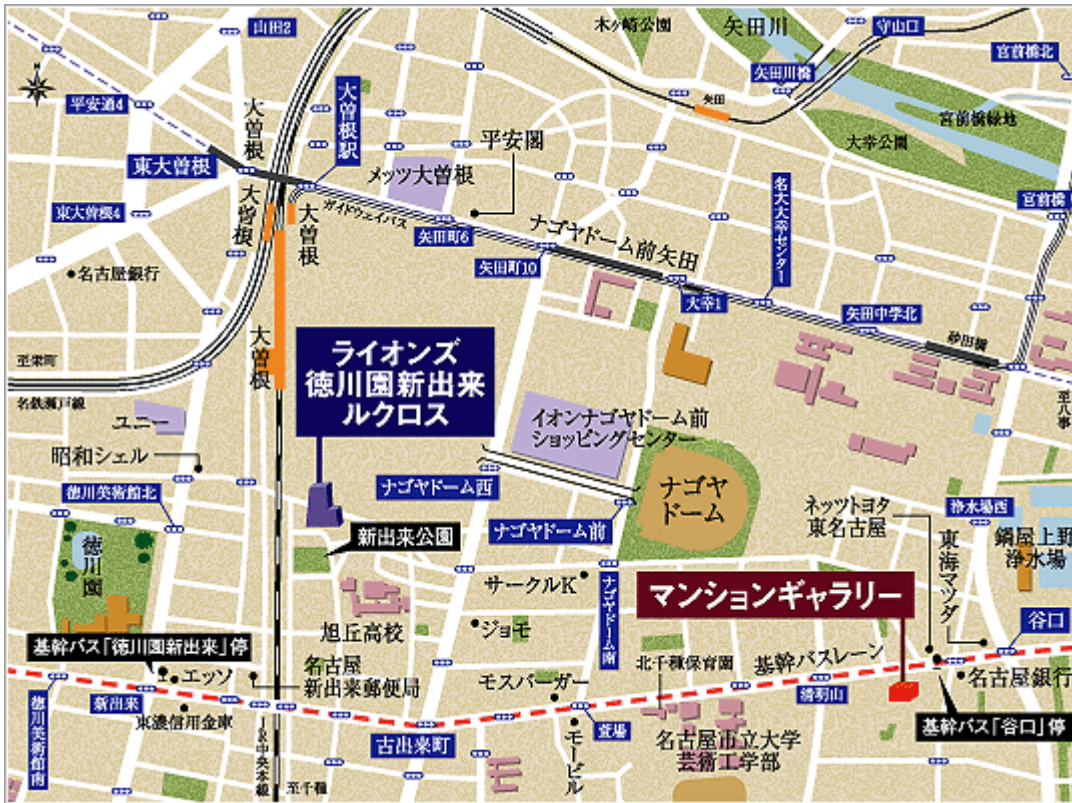 山田2
木ヶ崎公園
矢田川
守山口
宮前橋北
矢田川橋
平安通4
大曽根
大曽根駅
矢田
平安閣
宮前橋緑地
大幸公園
東大曽根
メッツ大曽根
東大曽根4
大曽根
大曽根
ガイドウェイバス
矢田町6
ナゴヤドーム前矢田
名大大幸センター
宮前橋
名古屋銀行
矢田町10
大幸1
矢田中学北
砂田橋
大曽根
至栄町
名鉄瀬戸線
ライオンズ
徳川園新出来
ルクロス
至八事
ユニー
イオンナゴヤドーム前
ショッピングセンター
昭和シェル
徳川美術館北
ナゴヤドーム西
ナゴヤ
ドーム
ネッツトヨタ
東名古屋
浄水場西
新出来公園
ナゴヤドーム前
鍋屋上野
浄水場
徳川園
東海マツダ
サークルK
マンションギャラリー
ナゴヤドーム南
旭丘高校
ジョモ
谷口
基幹バス「徳川園新出来」停
北千種保育園
基幹バスレーン
エッソ
名古屋
新出来郵便局
モスバーガー
清明山
名古屋銀行
徳川美術館南
新出来
東濃信用金庫
古出来町
萱場
名古屋市立大学
芸術工学部
基幹バス「谷口」停
モービル
JR中央本線
至千種